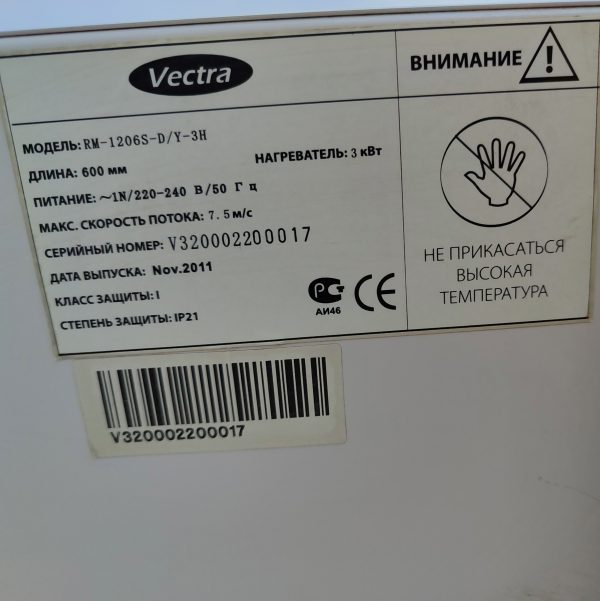 Vectra
ВНИМАНИЕ
МОДЕЛЬ: RM-1206S-D/Y-3H
ДЛИНА: 600 мм
НАГРЕВАТЕЛЬ: 3 кВт
ПИТАНИЕ: ~1N/220-240 В/50 Гц
МАКС. СКОРОСТЬ ПОТОКА: 7.5 м/с
СЕРИЙНЫЙ НОМЕР: V320002200017
ДАТА ВЫПУСКА: Nov.2011
КЛАСС ЗАЩИТЫ: I
СТЕПЕНЬ ЗАЩИТЫ: IP21
АИ46
CE
НЕ ПРИКАСАТЬСЯ
ВЫСОКАЯ
ТЕМПЕРАТУРА
V320002200017